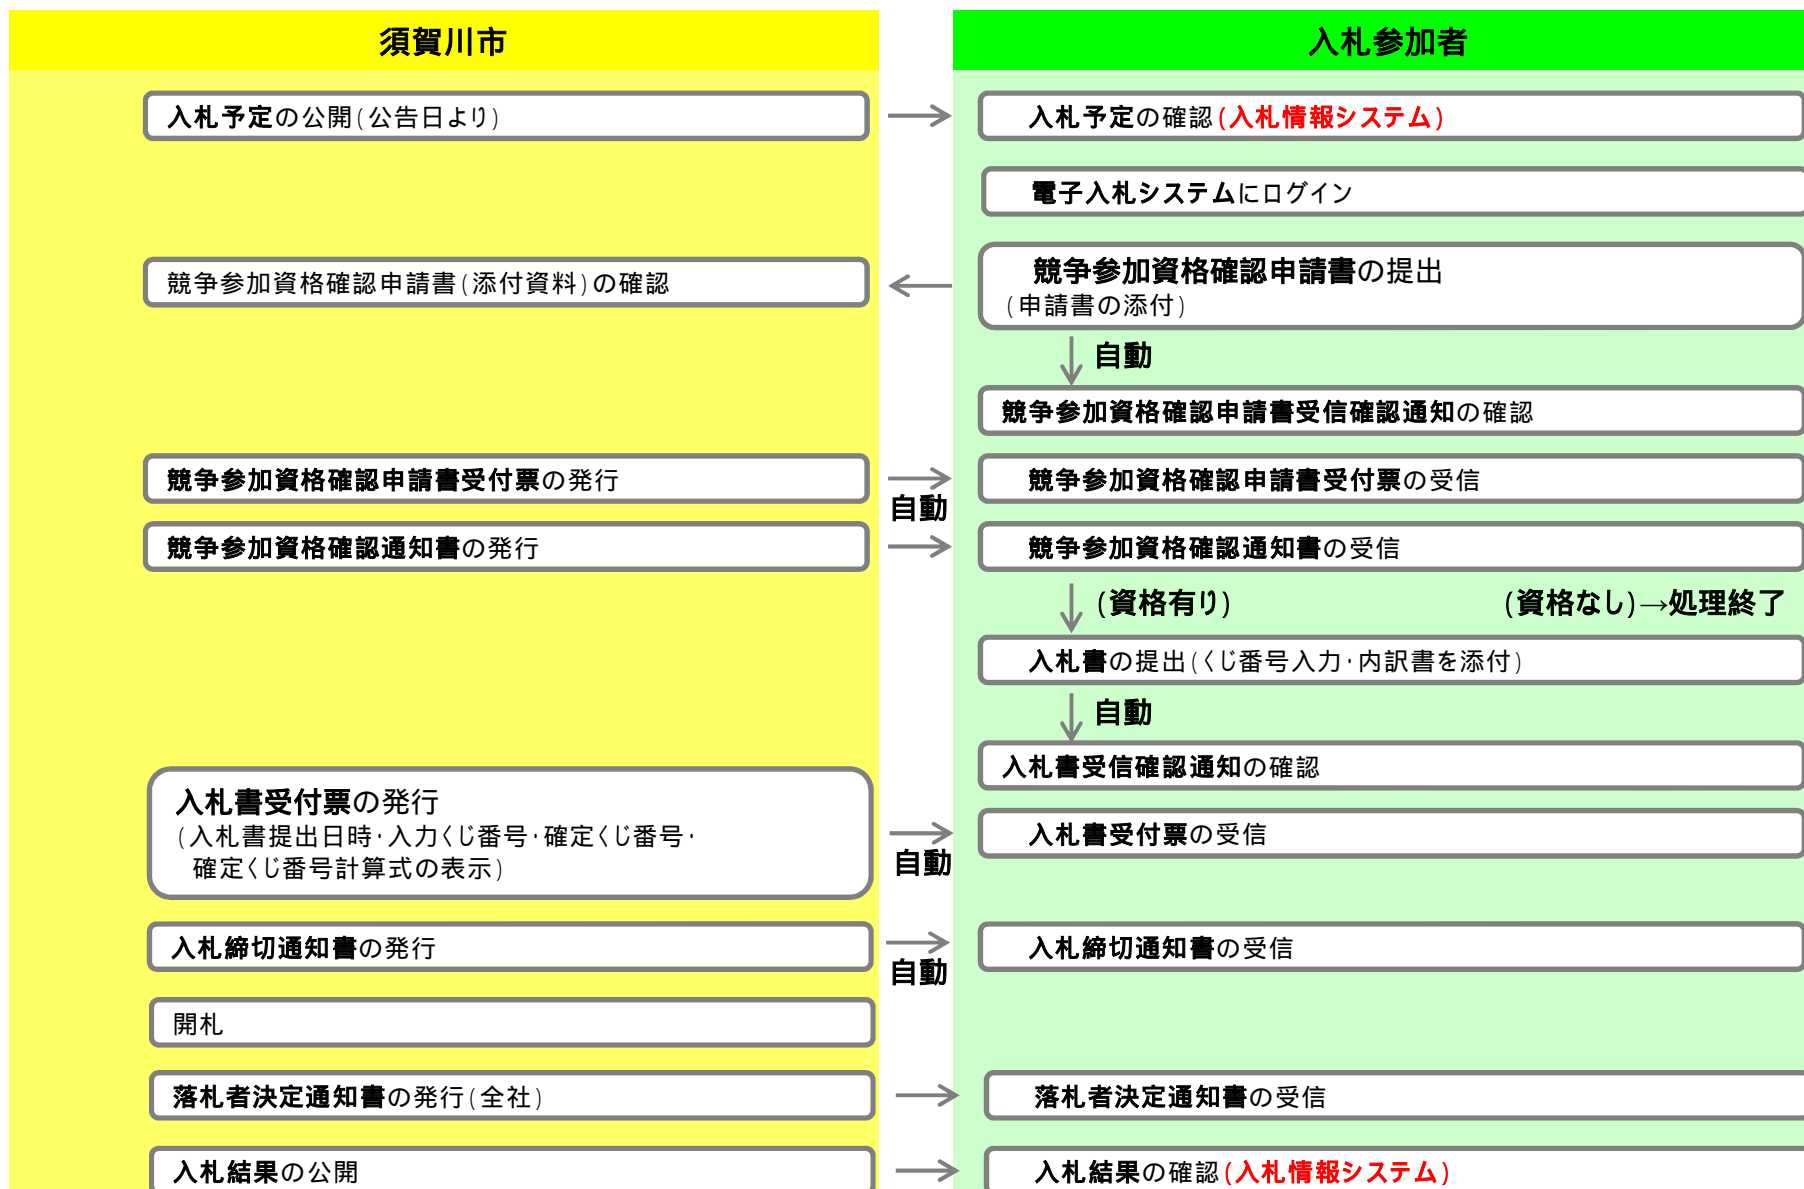 須賀川市
入札参加者
入札予定の公開(公告日より)
入札予定の確認(入札情報システム)
電子入札システムにログイン
競争参加資格確認申請書(添付資料)の確認
競争参加資格確認申請書の提出
(申請書の添付)
自動
競争参加資格確認申請書受信確認通知の確認
競争参加資格確認申請書受付票の発行
自動
競争参加資格確認申請書受付票の受信
競争参加資格確認通知書の発行
競争参加資格確認通知書の受信
(資格有り)
(資格なし)→処理終了
入札書の提出(くじ番号入力・内訳書を添付)
自動
入札書受信確認通知の確認
入札書受付票の発行
(入札書提出日時・入力くじ番号・確定くじ番号・
確定くじ番号計算式の表示)
自動
入札書受付票の受信
入札締切通知書の発行
自動
入札締切通知書の受信
開札
落札者決定通知書の発行(全社)
落札者決定通知書の受信
入札結果の公開
入札結果の確認(入札情報システム)